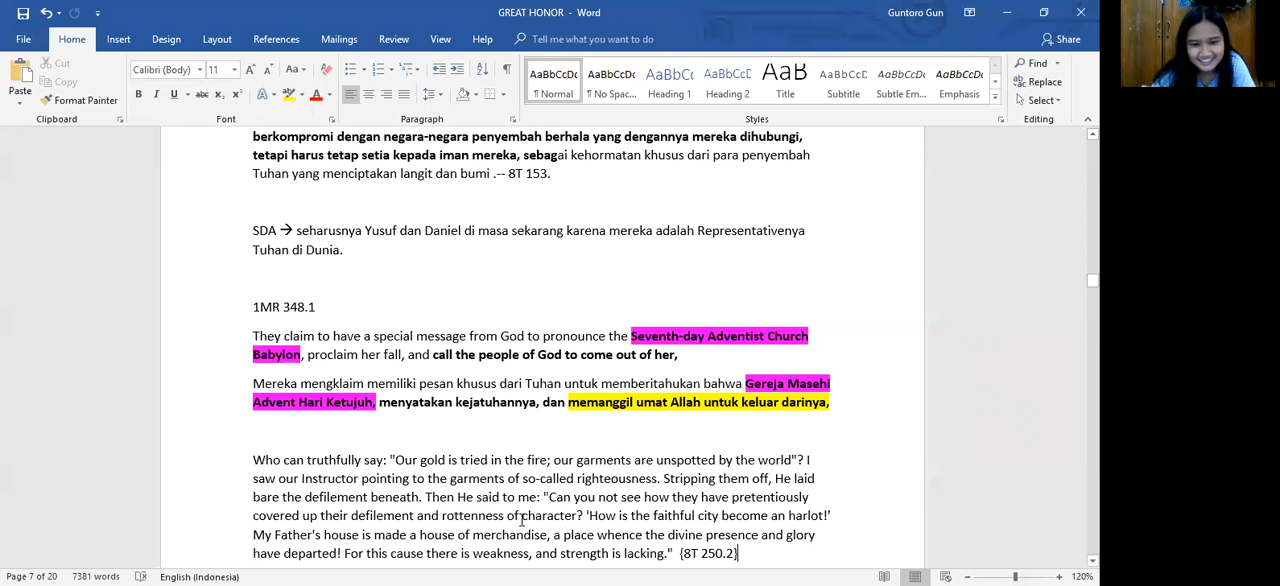 GREAT HONOR - Word
Guntoro Gun
File Home Insert Design Layout References Mailings Review View Help Tell me what you want to do Share
Paste Cut Copy Format Painter
Calibri (Body) 11 Aa
B I U abc x₂ x² A A
AaBbCcDc AaBbCcDc AaBbCc AaBbCcD AaB AaBbCcD AaBbCcDc AaBbCcDc
¶ Normal ¶ No Spac... Heading 1 Heading 2 Title Subtitle Subtle Em... Emphasis
Find Replace Select
Clipboard Font Paragraph Styles Editing
berkompromi dengan negara-negara penyembah berhala yang dengannya mereka dihubungi,
tetapi harus tetap setia kepada iman mereka, sebagai kehormatan khusus dari para penyembah
Tuhan yang menciptakan langit dan bumi .-- 8T 153.
SDA → seharusnya Yusuf dan Daniel di masa sekarang karena mereka adalah Representativenya
Tuhan di Dunia.
1MR 348.1
They claim to have a special message from God to pronounce the Seventh-day Adventist Church
Babylon, proclaim her fall, and call the people of God to come out of her,
Mereka mengklaim memiliki pesan khusus dari Tuhan untuk memberitahukan bahwa Gereja Masehi
Advent Hari Ketujuh, menyatakan kejatuhannya, dan memanggil umat Allah untuk keluar darinya,
Who can truthfully say: "Our gold is tried in the fire; our garments are unspotted by the world"? I
saw our Instructor pointing to the garments of so-called righteousness. Stripping them off, He laid
bare the defilement beneath. Then He said to me: "Can you not see how they have pretentiously
covered up their defilement and rottenness of character? 'How is the faithful city become an harlot!'
My Father's house is made a house of merchandise, a place whence the divine presence and glory
have departed! For this cause there is weakness, and strength is lacking." {8T 250.2}
Page 7 of 20 7381 words English (Indonesia) 120%